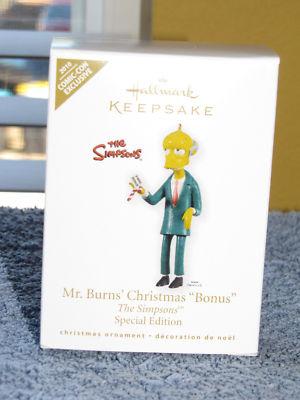 2010
COMIC-CON
EXCLUSIVE
Hallmark
KEEPSAKE
THE
SIMPSONS
Mr. Burns' Christmas "Bonus"
The Simpsons™
Special Edition
christmas ornament • décoration de noël